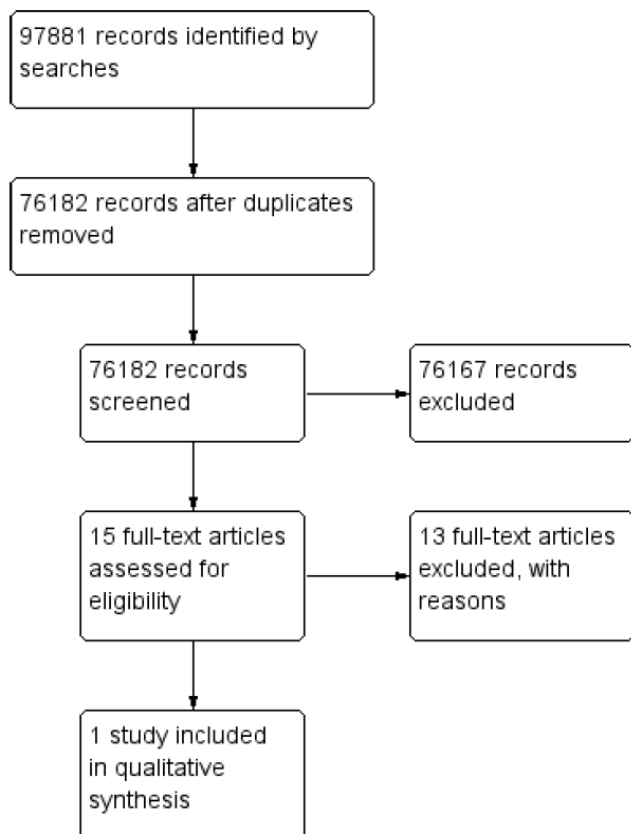 97881 records identified by
searches
76182 records after duplicates
removed
76182 records
screened
76167 records
excluded
15 full-text articles
assessed for
eligibility
13 full-text articles
excluded, with
reasons
1 study included
in qualitative
synthesis